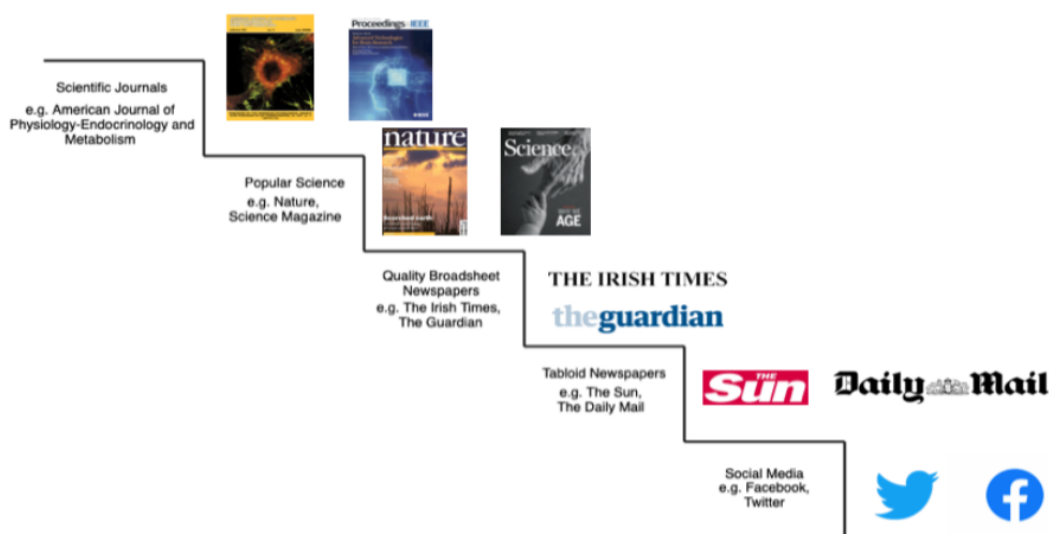 Proceedings of IEEE
Scientific Journals
e.g. American Journal of
Physiology-Endocrinology and
Metabolism
nature
Science
AGE
Popular Science
e.g. Nature,
Science Magazine
Quality Broadsheet
Newspapers
e.g. The Irish Times,
The Guardian
THE IRISH TIMES
theguardian
Tabloid Newspapers
e.g. The Sun,
The Daily Mail
THE
Sun
Daily Mail
Social Media
e.g. Facebook,
Twitter